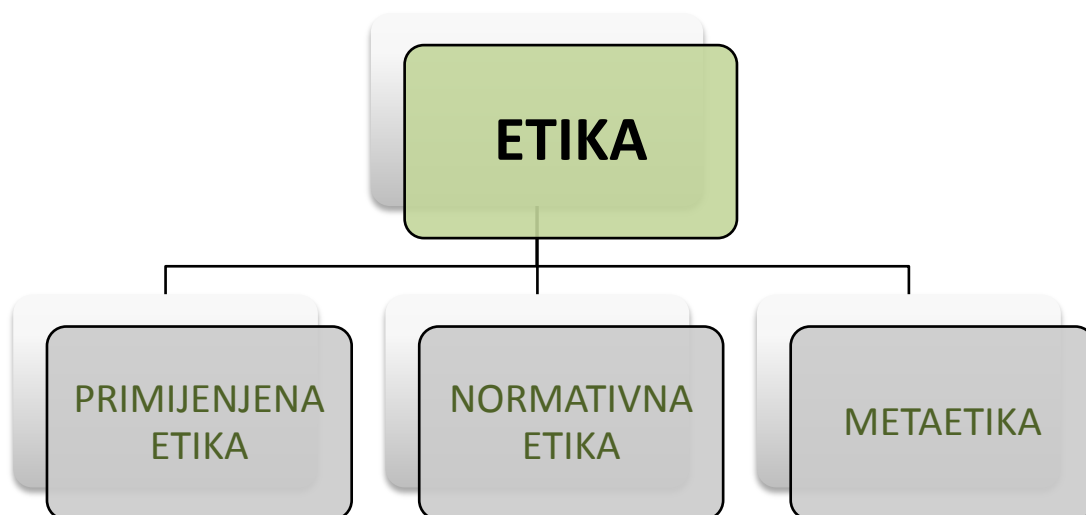 ETIKA
PRIMIJENJENA
ETIKA
NORMATIVNA
ETIKA
METAETIKA